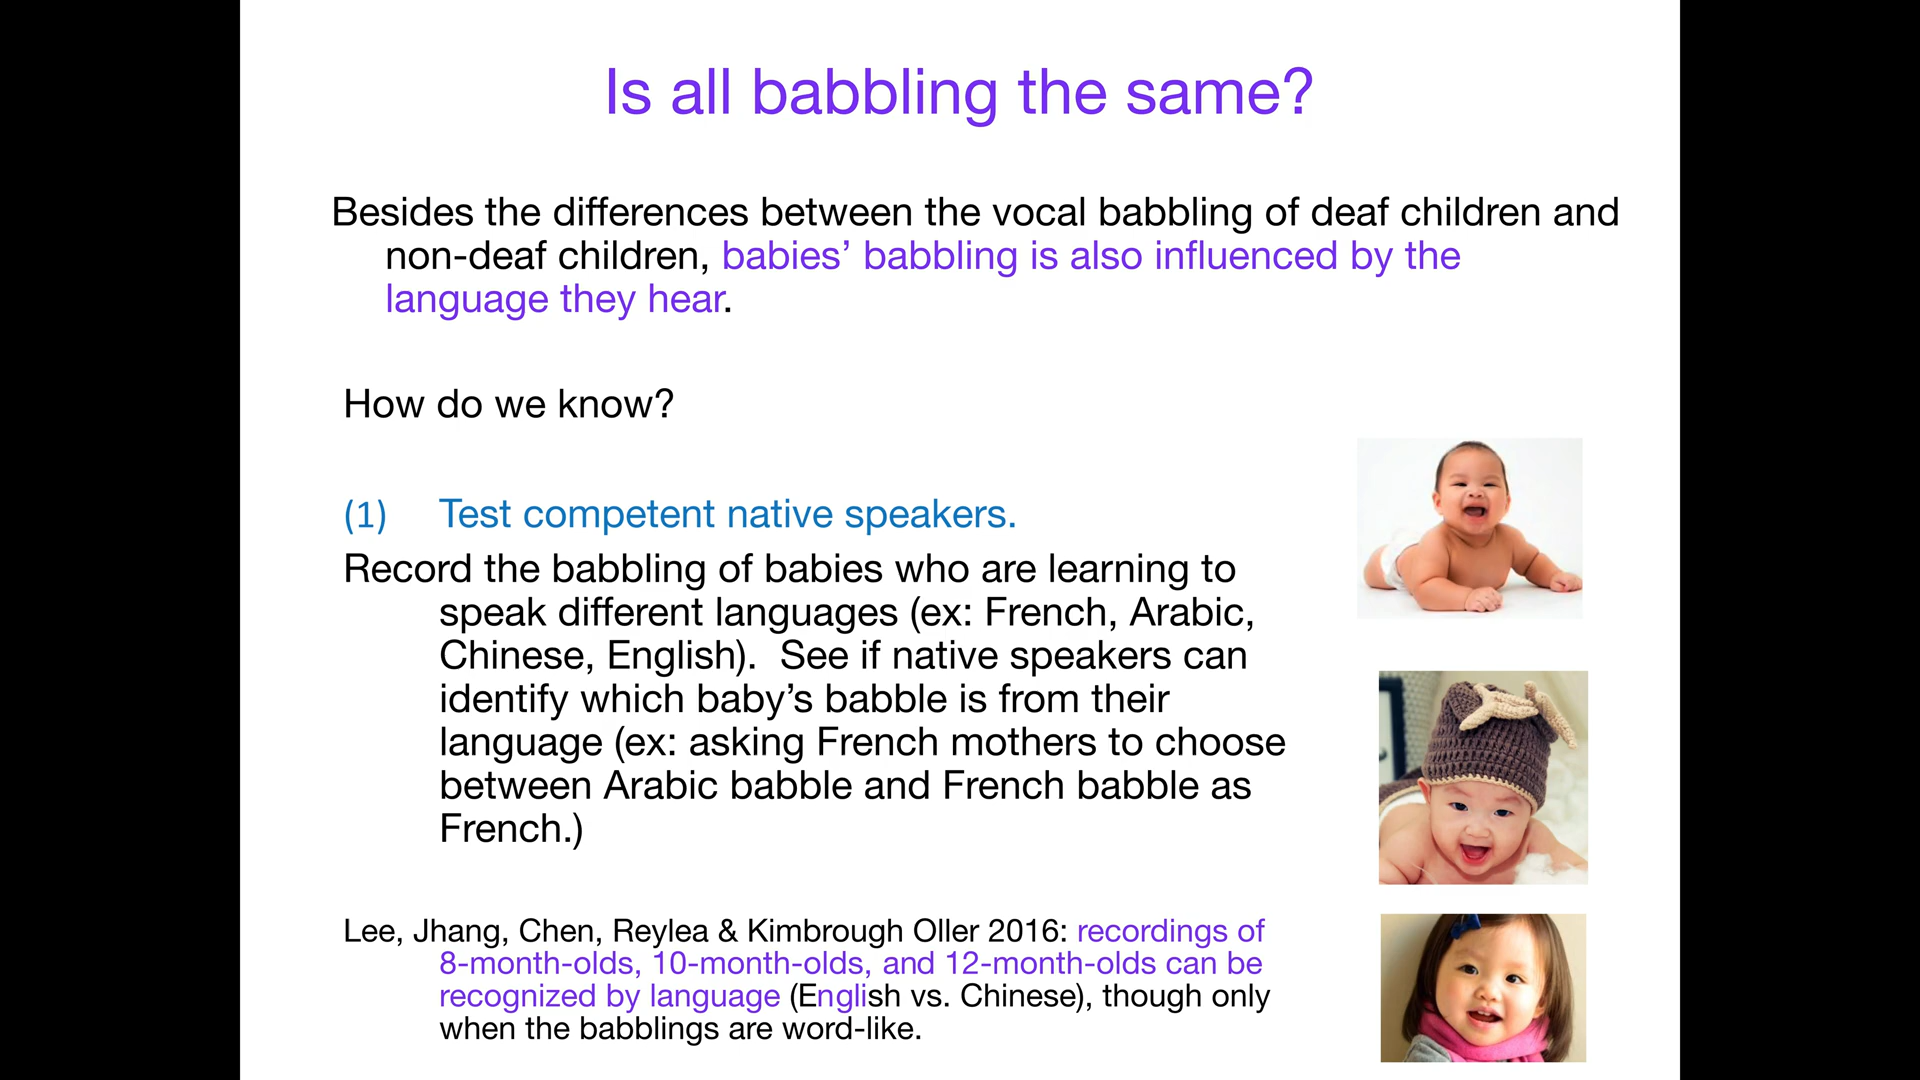 Is all babbling the same?
Besides the differences between the vocal babbling of deaf children and
non-deaf children, babies’ babbling is also influenced by the
language they hear.
How do we know?
(1) Test competent native speakers.
Record the babbling of babies who are learning to
speak different languages (ex: French, Arabic,
Chinese, English).  See if native speakers can
identify which baby’s babble is from their
language (ex: asking French mothers to choose
between Arabic babble and French babble as
French.)
Lee, Jhang, Chen, Reylea & Kimbrough Oller 2016: recordings of
8-month-olds, 10-month-olds, and 12-month-olds can be
recognized by language (English vs. Chinese), though only
when the babblings are word-like.